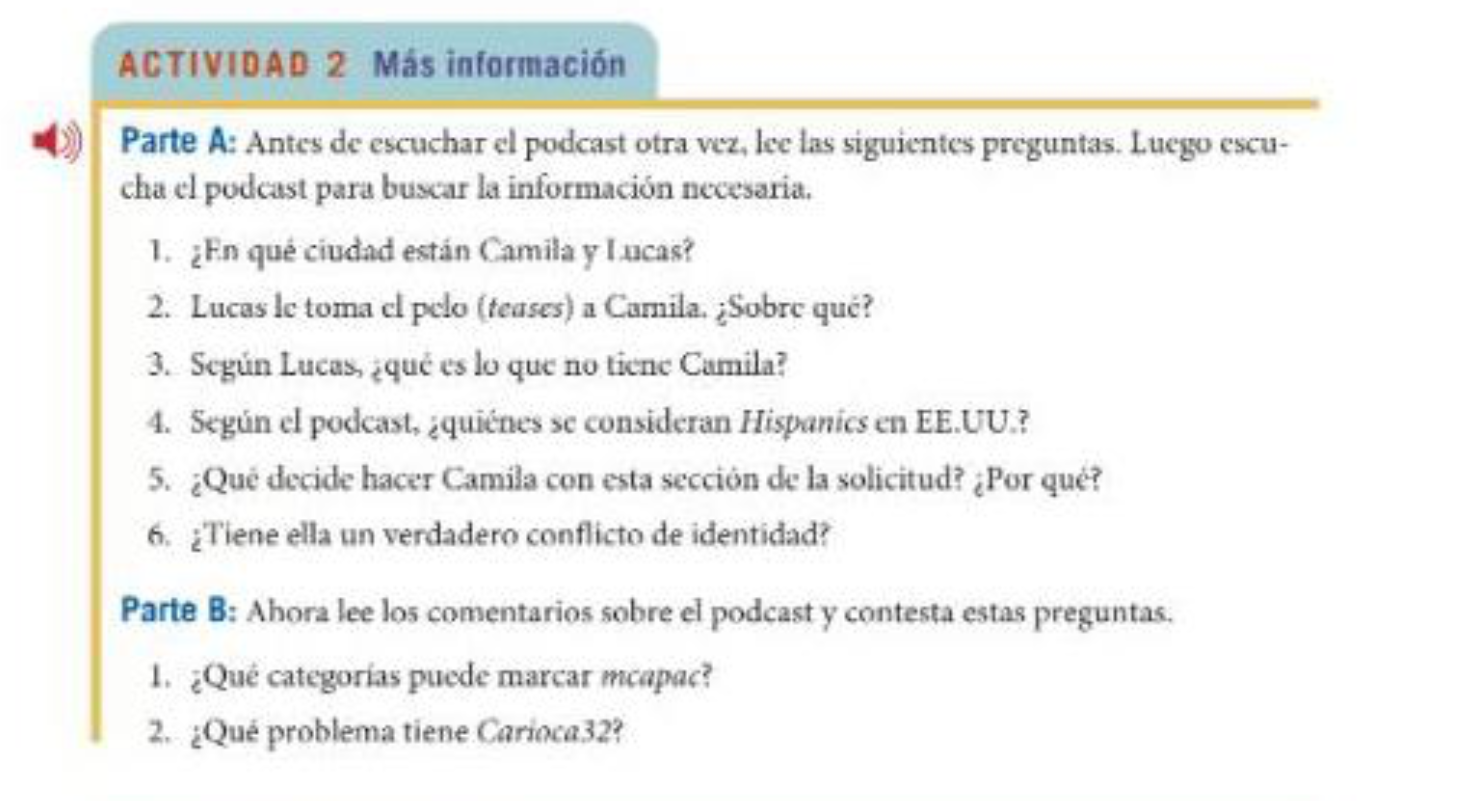 ACTIVIDAD 2 Más información
Parte A: Antes de escuchar el podcast otra vez, lee las siguientes preguntas. Luego escu-
cha el podcast para buscar la información necesaria.
1. ¿En qué ciudad están Camila y Lucas?
2. Lucas le toma el pelo (teases) a Camila. ¿Sobre qué?
3. Según Lucas, ¿qué es lo que no tiene Camila?
4. Según el podcast, ¿quiénes se consideran Hispanics en EE.UU.?
5. ¿Qué decide hacer Camila con esta sección de la solicitud? ¿Por qué?
6. ¿Tiene ella un verdadero conflicto de identidad?
Parte B: Ahora lee los comentarios sobre el podcast y contesta estas preguntas.
1. ¿Qué categorías puede marcar mcapac?
2. ¿Qué problema tiene Carioca32?